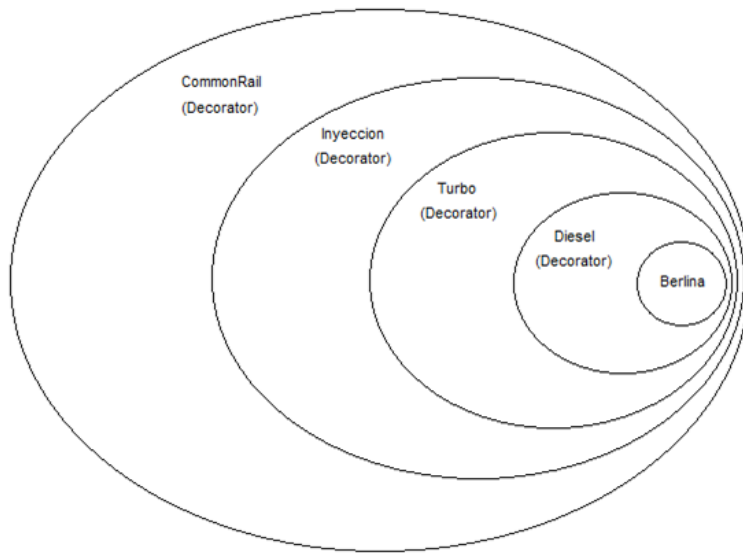 CommonRail
(Decorator)
Inyeccion
(Decorator)
Turbo
(Decorator)
Diesel
(Decorator)
Berlina